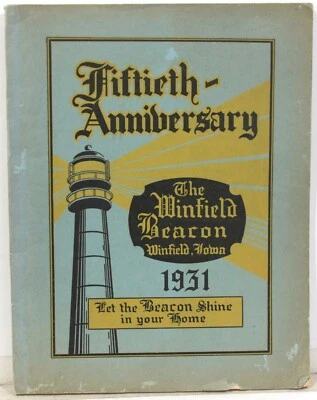 Fiftieth-
Anniversary
The
Winfield
Beacon
Winfield, Iowa
1931
Let the Beacon Shine
in your Home